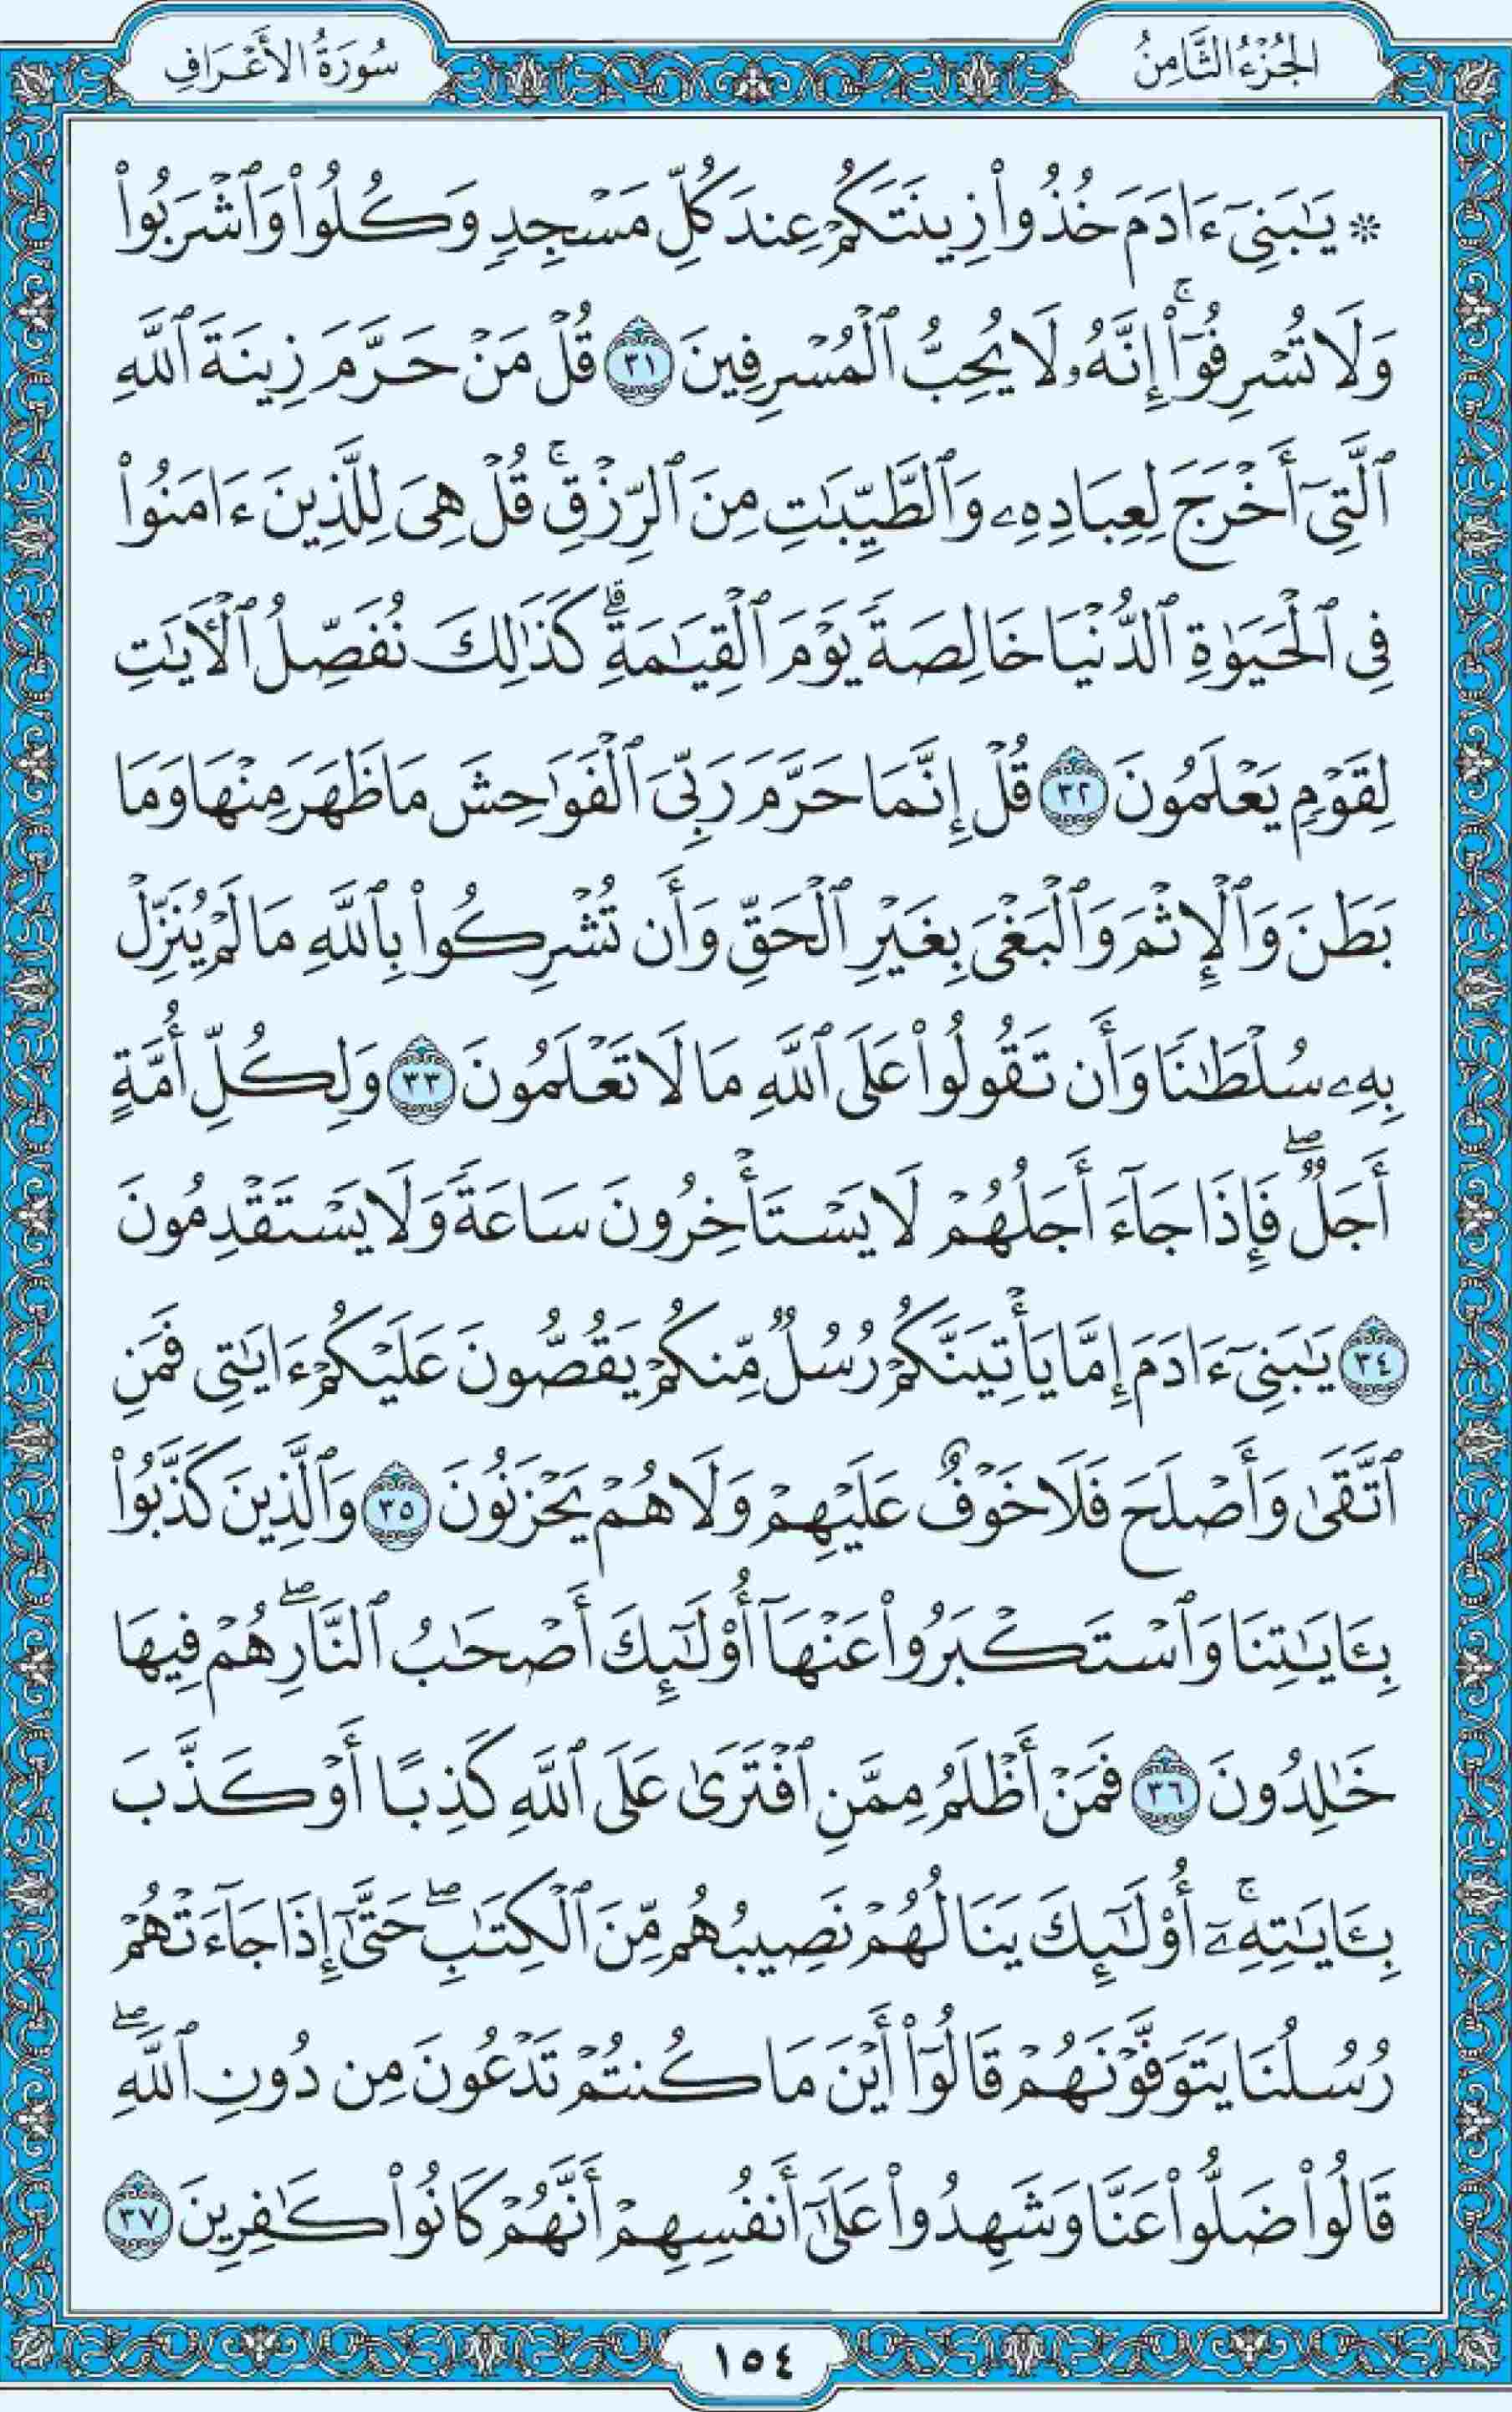 الجُزْءُ الثَّامِنُ
سُورَةُ الأَعْرَافِ
۞ يَٰبَنِيٓ ءَادَمَ خُذُوا۟ زِينَتَكُمْ عِندَ كُلِّ مَسْجِدٍ وَكُلُوا۟ وَٱشْرَبُوا۟
وَلَا تُسْرِفُوٓا۟ ۚ إِنَّهُۥ لَا يُحِبُّ ٱلْمُسْرِفِينَ ٣١ قُلْ مَنْ حَرَّمَ زِينَةَ ٱللَّهِ
ٱلَّتِىٓ أَخْرَجَ لِعِبَادِهِۦ وَٱلطَّيِّبَٰتِ مِنَ ٱلرِّزْقِ ۚ قُلْ هِىَ لِلَّذِينَ ءَامَنُوا۟
فِى ٱلْحَيَوٰةِ ٱلدُّنْيَا خَالِصَةً يَوْمَ ٱلْقِيَٰمَةِ ۗ كَذَٰلِكَ نُفَصِّلُ ٱلْءَايَٰتِ
لِقَوْمٍ يَعْلَمُونَ ٣٢ قُلْ إِنَّمَا حَرَّمَ رَبِّىَ ٱلْفَوَٰحِشَ مَا ظَهَرَ مِنْهَا وَمَا
بَطَنَ وَٱلْإِثْمَ وَٱلْبَغْىَ بِغَيْرِ ٱلْحَقِّ وَأَن تُشْرِكُوا۟ بِٱللَّهِ مَا لَمْ يُنَزِّلْ
بِهِۦ سُلْطَٰنًا وَأَن تَقُولُوا۟ عَلَى ٱللَّهِ مَا لَا تَعْلَمُونَ ٣٣ وَلِكُلِّ أُمَّةٍ
أَجَلٌ ۖ فَإِذَا جَآءَ أَجَلُهُمْ لَا يَسْتَأْخِرُونَ سَاعَةً وَلَا يَسْتَقْدِمُونَ
٣٤ يَٰبَنِىٓ ءَادَمَ إِمَّا يَأْتِيَنَّكُمْ رُسُلٌ مِّنكُمْ يَقُصُّونَ عَلَيْكُمْ ءَايَٰتِى فَمَنِ
ٱتَّقَىٰ وَأَصْلَحَ فَلَا خَوْفٌ عَلَيْهِمْ وَلَا هُمْ يَحْزَنُونَ ٣٥ وَٱلَّذِينَ كَذَّبُوا۟
بِـَٔايَٰتِنَا وَٱسْتَكْبَرُوا۟ عَنْهَآ أُو۟لَٰٓئِكَ أَصْحَٰبُ ٱلنَّارِ ۖ هُمْ فِيهَا
خَٰلِدُونَ ٣٦ فَمَنْ أَظْلَمُ مِمَّنِ ٱفْتَرَىٰ عَلَى ٱللَّهِ كَذِبًا أَوْ كَذَّبَ
بِـَٔايَٰتِهِۦٓ ۚ أُو۟لَٰٓئِكَ يَنَالُهُمْ نَصِيبُهُم مِّنَ ٱلْكِتَٰبِ ۖ حَتَّىٰٓ إِذَا جَآءَتْهُمْ
رُسُلُنَا يَتَوَفَّوْنَهُمْ قَالُوٓا۟ أَيْنَ مَا كُنتُمْ تَدْعُونَ مِن دُونِ ٱللَّهِ ۖ
قَالُوا۟ ضَلُّوا۟ عَنَّا وَشَهِدُوا۟ عَلَىٰٓ أَنفُسِهِمْ أَنَّهُمْ كَانُوا۟ كَٰفِرِينَ ٣٧
١٥٤